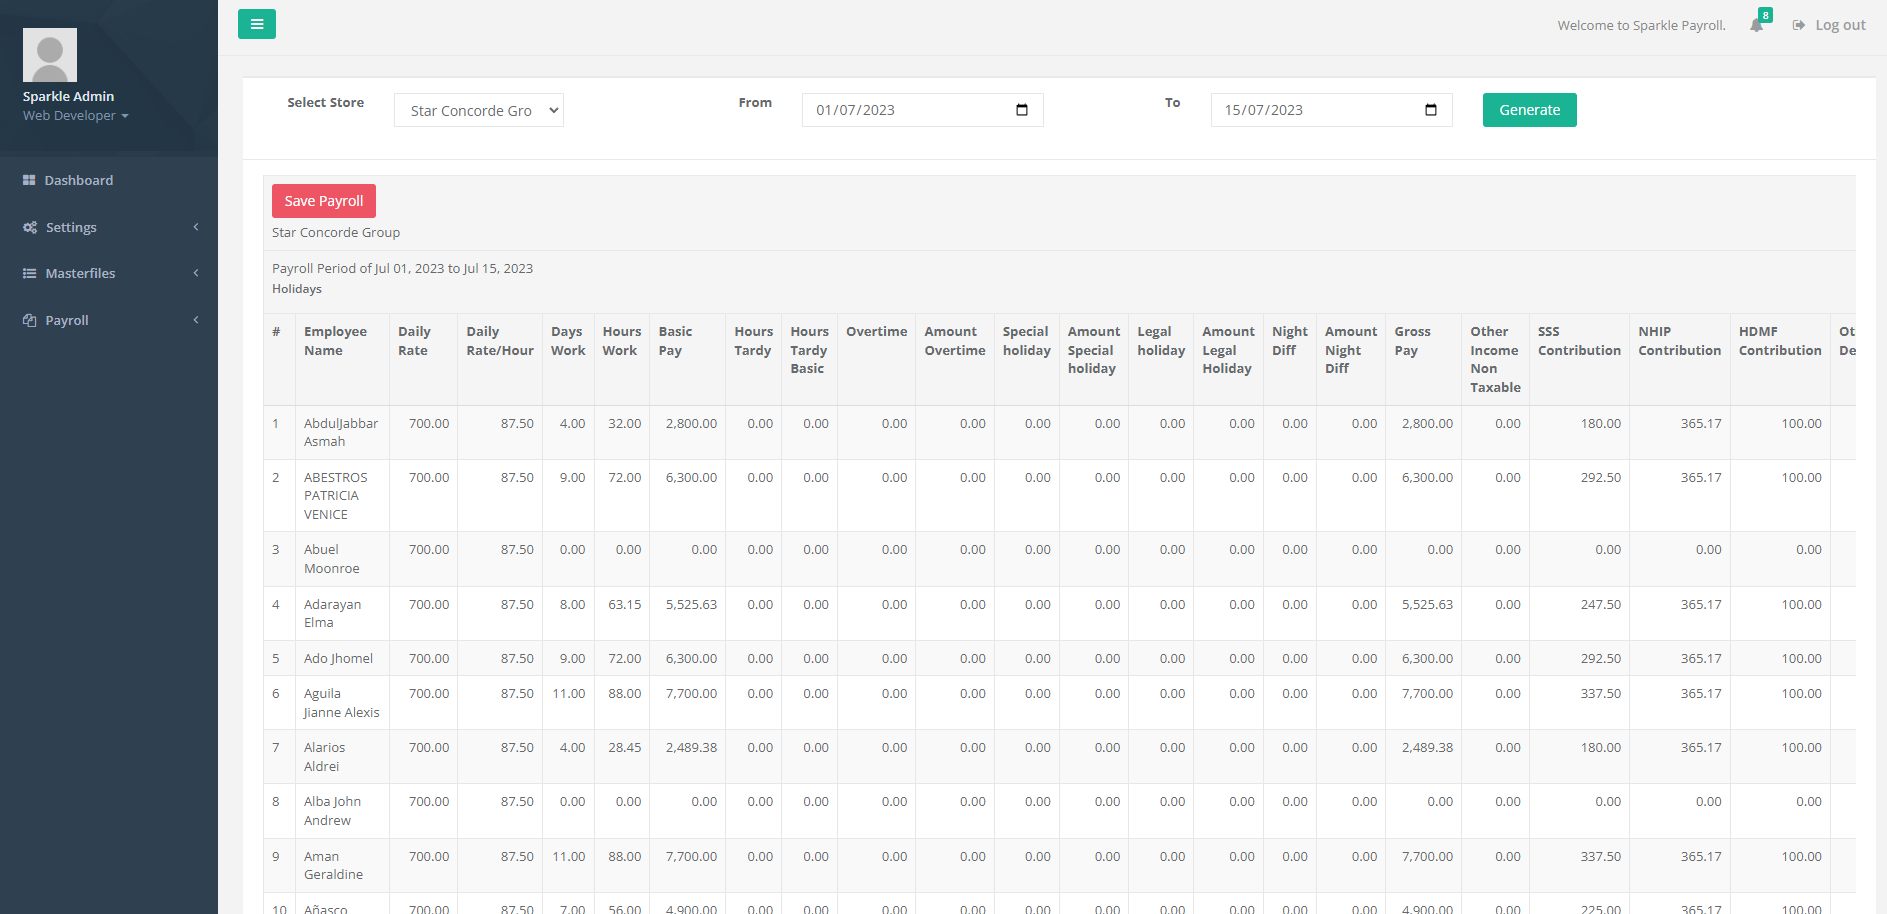 8
Welcome to Sparkle Payroll.
Log out
Sparkle Admin
Web Developer
Dashboard
Settings
Masterfiles
Payroll
Select Store
Star Concorde Gro
From
01/07/2023
To
15/07/2023
Generate
Save Payroll
Star Concorde Group
Payroll Period of Jul 01, 2023 to Jul 15, 2023
Holidays
# Employee Name Daily Rate Daily Rate/Hour Days Work Hours Work Basic Pay Hours Tardy Hours Tardy Basic Overtime Amount Overtime Special holiday Amount Special holiday Legal holiday Amount Legal Holiday Night Diff Amount Night Diff Gross Pay Other Income Non Taxable SSS Contribution NHIP Contribution HDMF Contribution Ot De
1 AbdulJabbar Asmah 700.00 87.50 4.00 32.00 2,800.00 0.00 0.00 0.00 0.00 0.00 0.00 0.00 0.00 0.00 0.00 2,800.00 0.00 180.00 365.17 100.00
2 ABESTROS PATRICIA VENICE 700.00 87.50 9.00 72.00 6,300.00 0.00 0.00 0.00 0.00 0.00 0.00 0.00 0.00 0.00 0.00 6,300.00 0.00 292.50 365.17 100.00
3 Abuel Moonroe 700.00 87.50 0.00 0.00 0.00 0.00 0.00 0.00 0.00 0.00 0.00 0.00 0.00 0.00 0.00 0.00 0.00 0.00 0.00 0.00
4 Adarayan Elma 700.00 87.50 8.00 63.15 5,525.63 0.00 0.00 0.00 0.00 0.00 0.00 0.00 0.00 0.00 0.00 5,525.63 0.00 247.50 365.17 100.00
5 Ado Jhomel 700.00 87.50 9.00 72.00 6,300.00 0.00 0.00 0.00 0.00 0.00 0.00 0.00 0.00 0.00 0.00 6,300.00 0.00 292.50 365.17 100.00
6 Aguila Jianne Alexis 700.00 87.50 11.00 88.00 7,700.00 0.00 0.00 0.00 0.00 0.00 0.00 0.00 0.00 0.00 0.00 7,700.00 0.00 337.50 365.17 100.00
7 Alarios Aldrei 700.00 87.50 4.00 28.45 2,489.38 0.00 0.00 0.00 0.00 0.00 0.00 0.00 0.00 0.00 0.00 2,489.38 0.00 180.00 365.17 100.00
8 Alba John Andrew 700.00 87.50 0.00 0.00 0.00 0.00 0.00 0.00 0.00 0.00 0.00 0.00 0.00 0.00 0.00 0.00 0.00 0.00 0.00 0.00
9 Aman Geraldine 700.00 87.50 11.00 88.00 7,700.00 0.00 0.00 0.00 0.00 0.00 0.00 0.00 0.00 0.00 0.00 7,700.00 0.00 337.50 365.17 100.00
10 Añasco 700.00 87.50 7.00 56.00 4,900.00 0.00 0.00 0.00 0.00 0.00 0.00 0.00 0.00 0.00 0.00 4,900.00 0.00 225.00 365.17 100.00